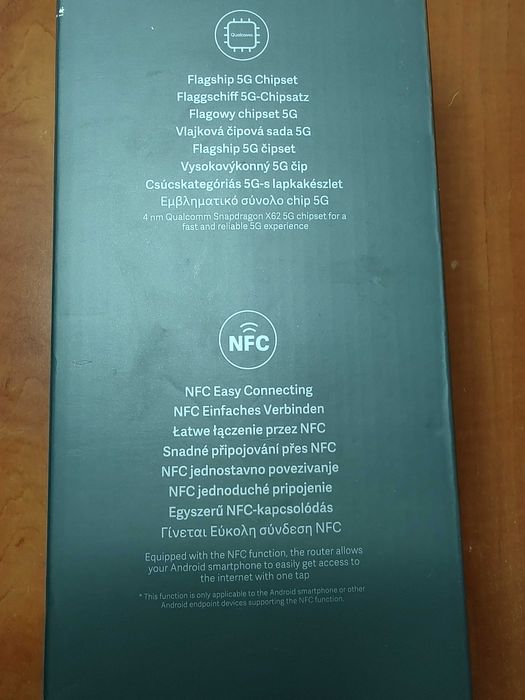 Qualcomm
Flagship 5G Chipset
Flaggschiff 5G-Chipsatz
Flagowy chipset 5G
Vlajková čipová sada 5G
Flagship 5G čipset
Vysokovýkonný 5G čip
Csúcskategóriás 5G-s lapkakészlet
Εμβληματικό σύνολο chip 5G
4 nm Qualcomm Snapdragon X62 5G chipset for a
fast and reliable 5G experience
NFC
NFC Easy Connecting
NFC Einfaches Verbinden
Łatwe łączenie przez NFC
Snadné připojování přes NFC
NFC jednostavno povezivanje
NFC jednoduché pripojenie
Egyszerű NFC-kapcsolódás
Γίνεται Εύκολη σύνδεση NFC
Equipped with the NFC function, the router allows
your Android smartphone to easily get access to
the internet with one tap
* This function is only applicable to the Android smartphone or other
Android endpoint devices supporting the NFC function.